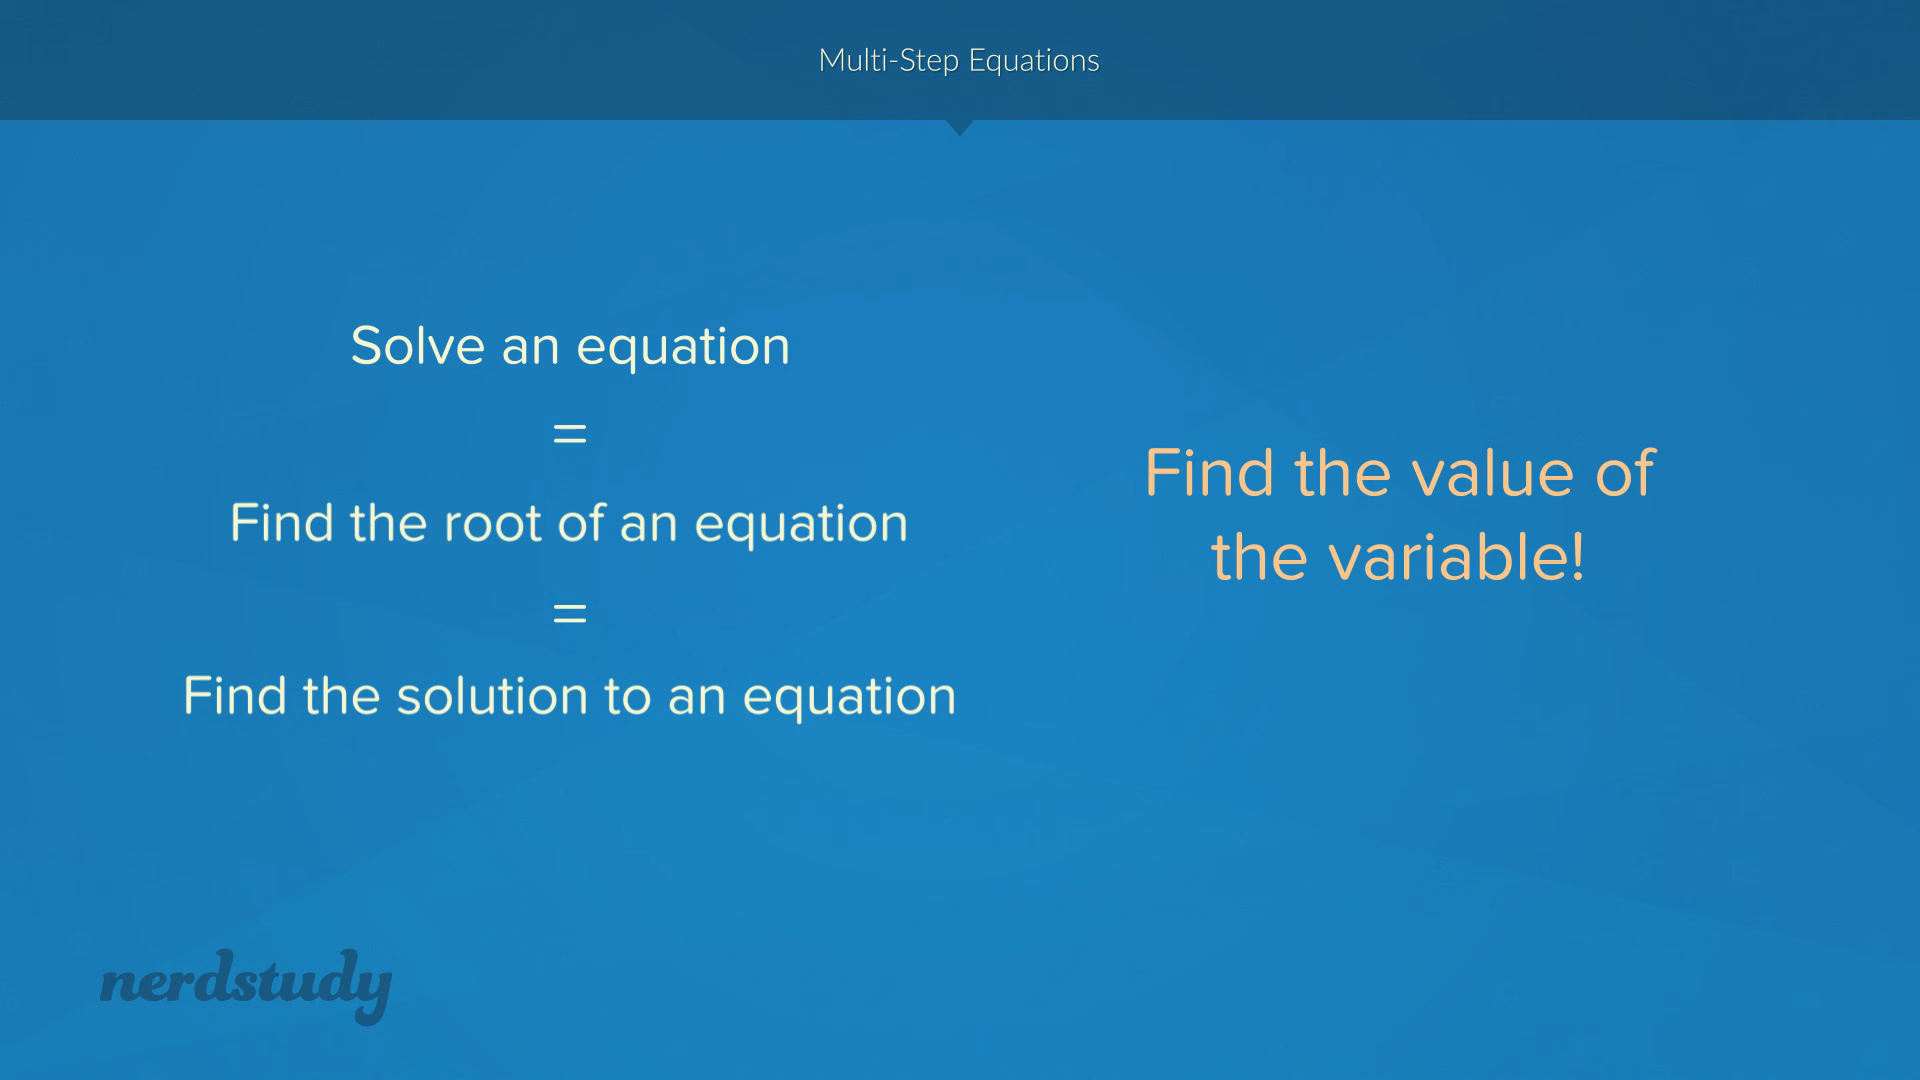 Multi-Step Equations
Solve an equation
=
Find the root of an equation
=
Find the solution to an equation
Find the value of
the variable!
nerdstudy